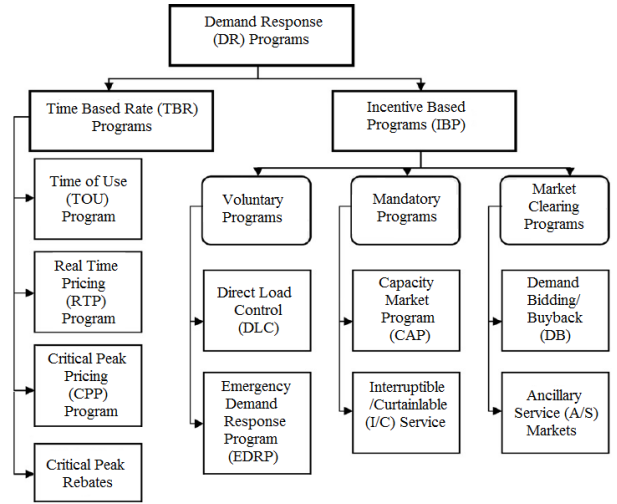 Demand Response
(DR) Programs
Time Based Rate (TBR)
Programs
Incentive Based
Programs (IBP)
Time of Use
(TOU)
Program
Real Time
Pricing
(RTP)
Program
Critical Peak
Pricing
(CPP)
Program
Critical Peak
Rebates
Voluntary
Programs
Direct Load
Control
(DLC)
Emergency
Demand
Response
Program
(EDRP)
Mandatory
Programs
Capacity
Market
Program
(CAP)
Interruptible
/Curtainlable
(I/C) Service
Market
Clearing
Programs
Demand
Bidding/
Buyback
(DB)
Ancillary
Service (A/S)
Markets